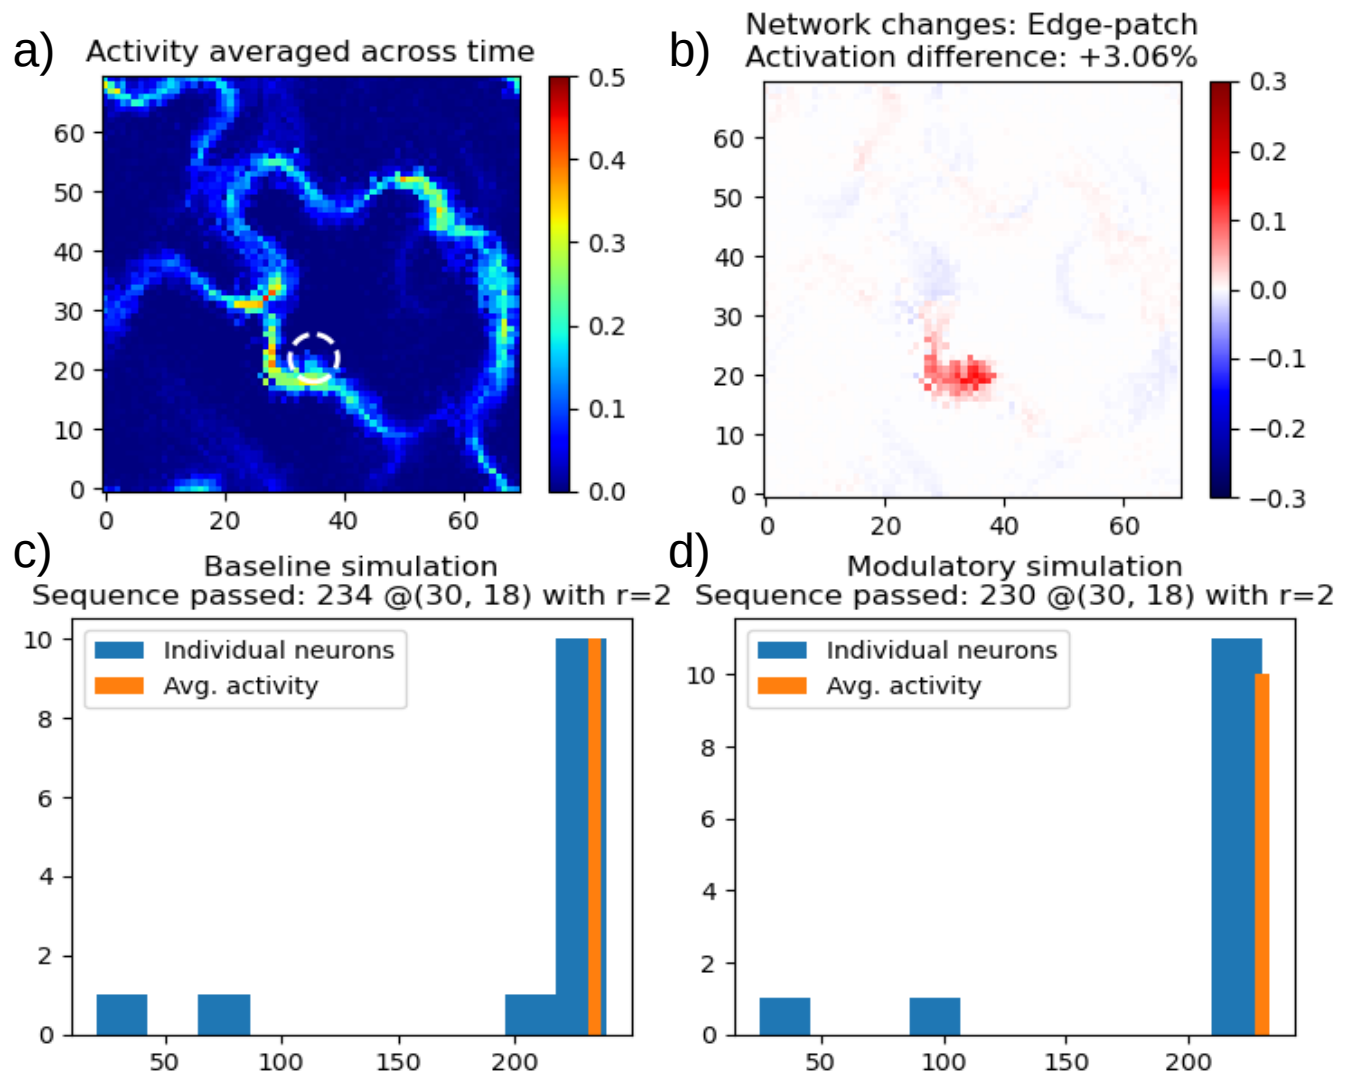 a)
Activity averaged across time
0.5
0.4
0.3
0.2
0.1
0.0
60
50
40
30
20
10
0
0 20 40 60
b)
Network changes: Edge-patch
Activation difference: +3.06%
0.3
0.2
0.1
0.0
−0.1
−0.2
−0.3
60
50
40
30
20
10
0
0 20 40 60
c)
Baseline simulation
Sequence passed: 234 @(30, 18) with r=2
Individual neurons
Avg. activity
10
8
6
4
2
0
50 100 150 200
d)
Modulatory simulation
Sequence passed: 230 @(30, 18) with r=2
Individual neurons
Avg. activity
10
8
6
4
2
0
50 100 150 200